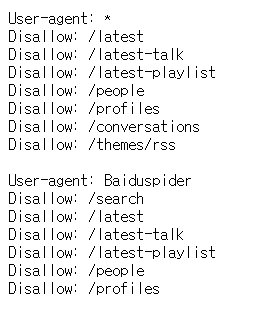 User-agent: *
Disallow: /latest
Disallow: /latest-talk
Disallow: /latest-playlist
Disallow: /people
Disallow: /profiles
Disallow: /conversations
Disallow: /themes/rss

User-agent: Baiduspider
Disallow: /search
Disallow: /latest
Disallow: /latest-talk
Disallow: /latest-playlist
Disallow: /people
Disallow: /profiles